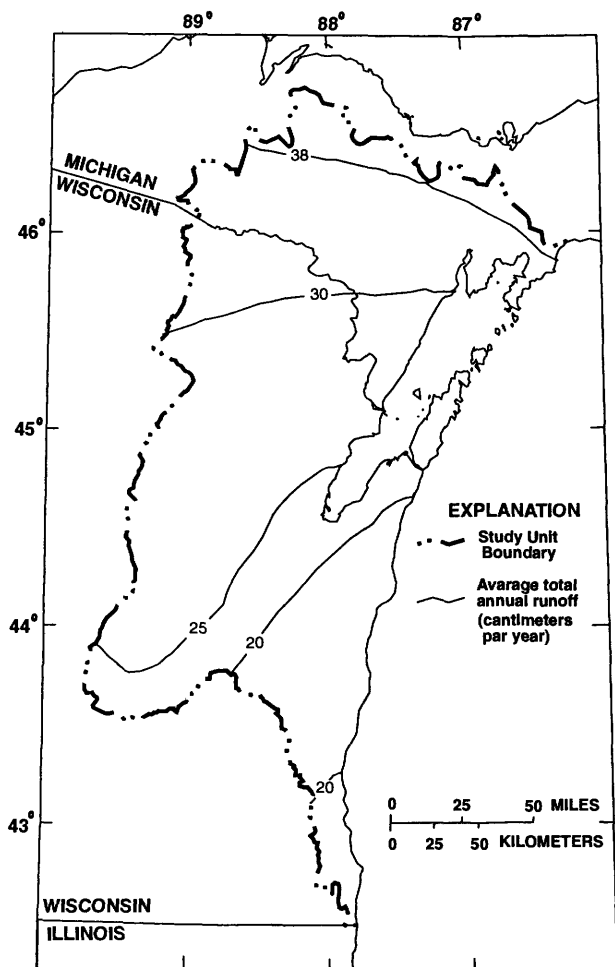 89°
88°
87°
38
MICHIGAN
WISCONSIN
46°
30
45°
EXPLANATION
Study Unit
Boundary
Avarage total
annual runoff
(cantimeters
par year)
44°
25
20
20
0 25 50 MILES
43°
0 25 50 KILOMETERS
WISCONSIN
ILLINOIS